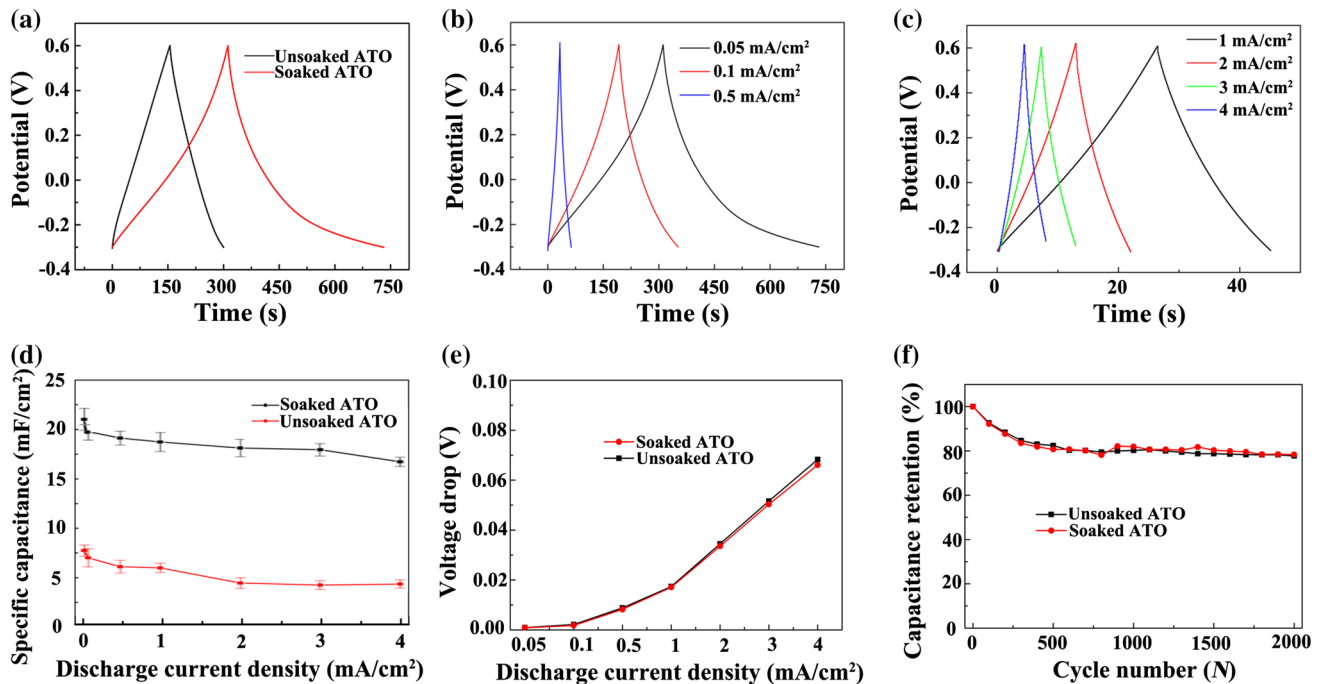 (a)
Potential (V)
0.6
0.4
0.2
0.0
-0.2
-0.4
Unsoaked ATO
Soaked ATO
0 150 300 450 600 750
Time (s)
(b)
Potential (V)
0.6
0.4
0.2
0.0
-0.2
-0.4
0.05 mA/cm²
0.1 mA/cm²
0.5 mA/cm²
0 150 300 450 600 750
Time (s)
(c)
Potential (V)
0.6
0.4
0.2
0.0
-0.2
-0.4
1 mA/cm²
2 mA/cm²
3 mA/cm²
4 mA/cm²
0 20 40
Time (s)
(d)
Specific capacitance (mF/cm²)
25
20
15
10
5
0
Soaked ATO
Unsoaked ATO
0 1 2 3 4
Discharge current density (mA/cm²)
(e)
Voltage drop (V)
0.10
0.08
0.06
0.04
0.02
0.00
Soaked ATO
Unsoaked ATO
0.05 0.1 0.5 1 2 3 4
Discharge current density (mA/cm²)
(f)
Capacitance retention (%)
100
80
60
40
20
0
Unsoaked ATO
Soaked ATO
0 500 1000 1500 2000
Cycle number (N)